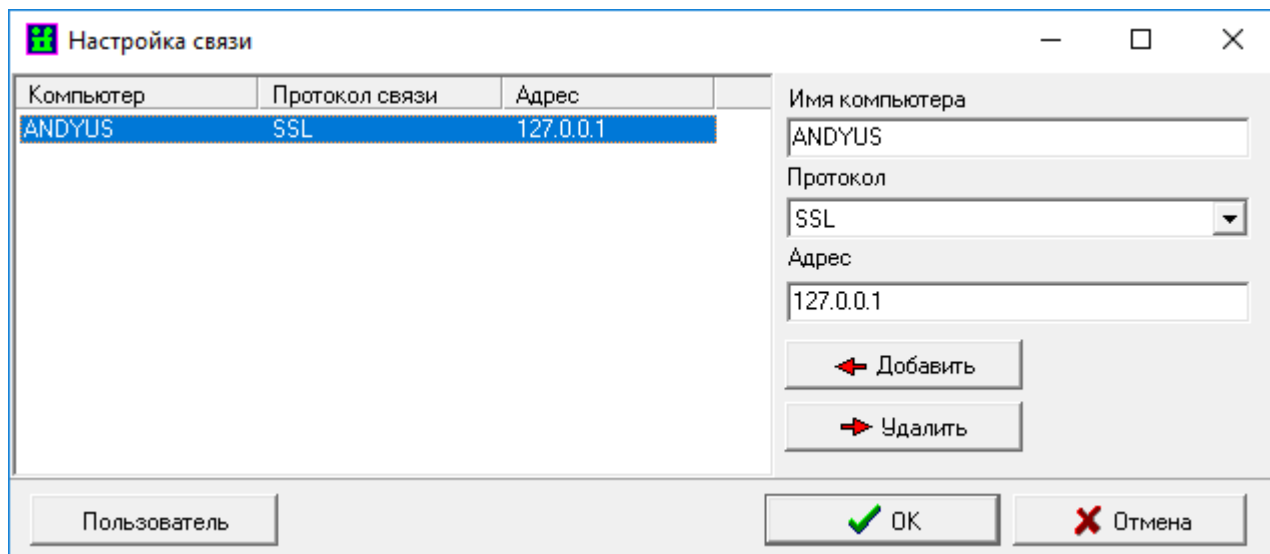 Настройка связи
Компьютер Протокол связи Адрес
ANDYUS SSL 127.0.0.1
Имя компьютера
ANDYUS
Протокол
SSL
Адрес
127.0.0.1
Добавить
Удалить
Пользователь
OK
Отмена